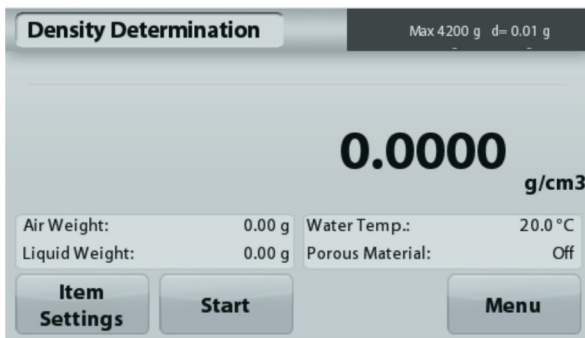 Density Determination
Max 4200 g d= 0.01 g
0.0000
g/cm3
Air Weight: 0.00 g Water Temp.: 20.0 °C
Liquid Weight: 0.00 g Porous Material: Off
Item
Settings
Start
Menu